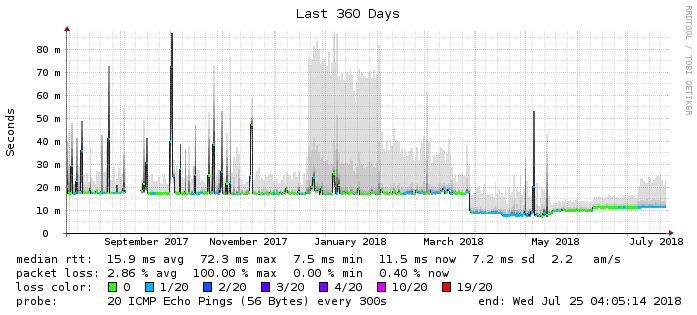 Last 360 Days
RRDTOOL / TOBI OETIKER
Seconds
80 m
70 m
60 m
50 m
40 m
30 m
20 m
10 m
0
September 2017 November 2017 January 2018 March 2018 May 2018 July 2018
median rtt: 15.9 ms avg 72.3 ms max 7.5 ms min 11.5 ms now 7.2 ms sd 2.2 am/s
packet loss: 2.86 % avg 100.00 % max 0.00 % min 0.40 % now
loss color: 0 1/20 2/20 3/20 4/20 10/20 19/20
probe: 20 ICMP Echo Pings (56 Bytes) every 300s end: Wed Jul 25 04:05:14 2018